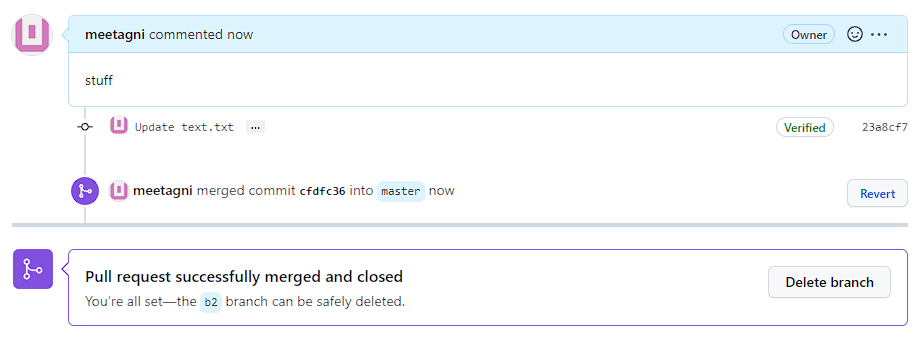 meetagni commented now Owner
stuff
Update text.txt ... Verified 23a8cf7
meetagni merged commit cfdfc36 into master now Revert
Pull request successfully merged and closed
You're all set—the b2 branch can be safely deleted.
Delete branch